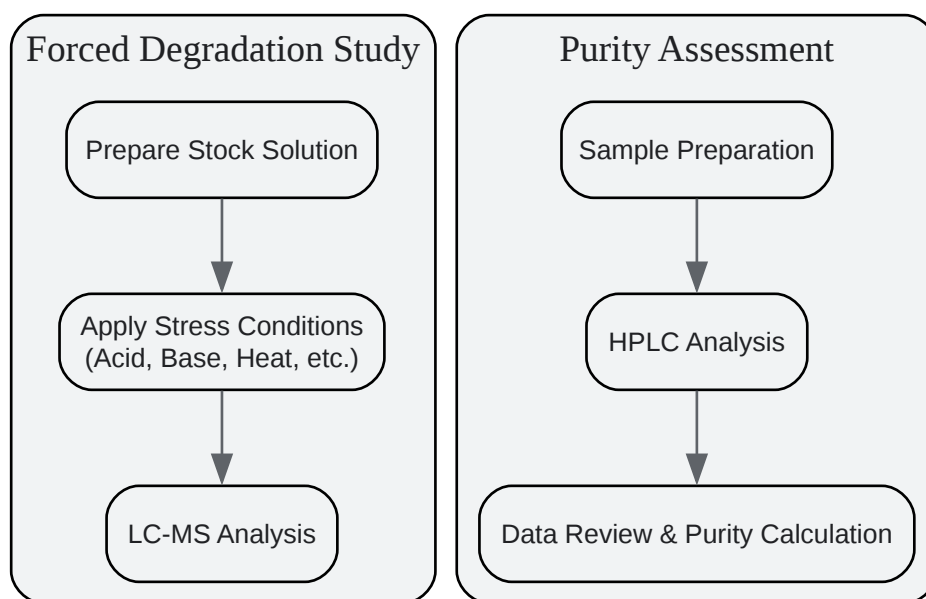 Forced Degradation Study
Prepare Stock Solution
Apply Stress Conditions
(Acid, Base, Heat, etc.)
LC-MS Analysis
Purity Assessment
Sample Preparation
HPLC Analysis
Data Review & Purity Calculation